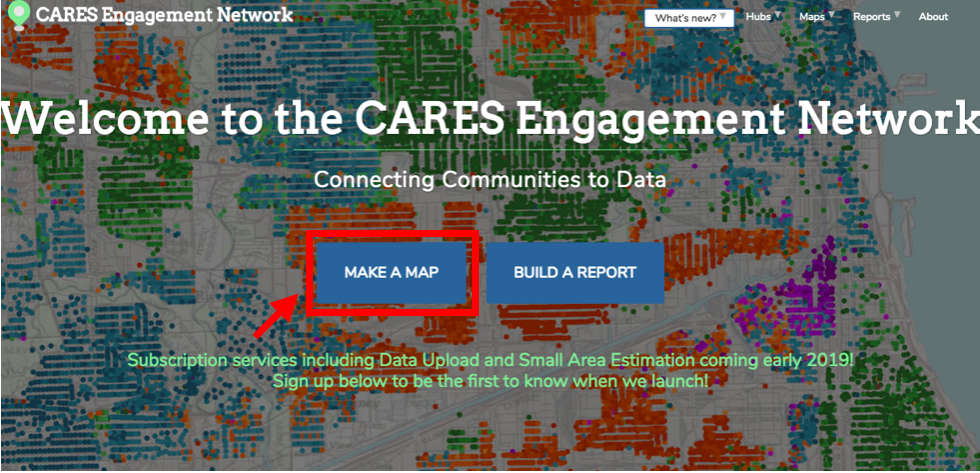 CARES Engagement Network
What's new?
Hubs
Maps
Reports
About
Welcome to the CARES Engagement Network
Connecting Communities to Data
MAKE A MAP
BUILD A REPORT
Subscription services including Data Upload and Small Area Estimation coming early 2019!
Sign up below to be the first to know when we launch!